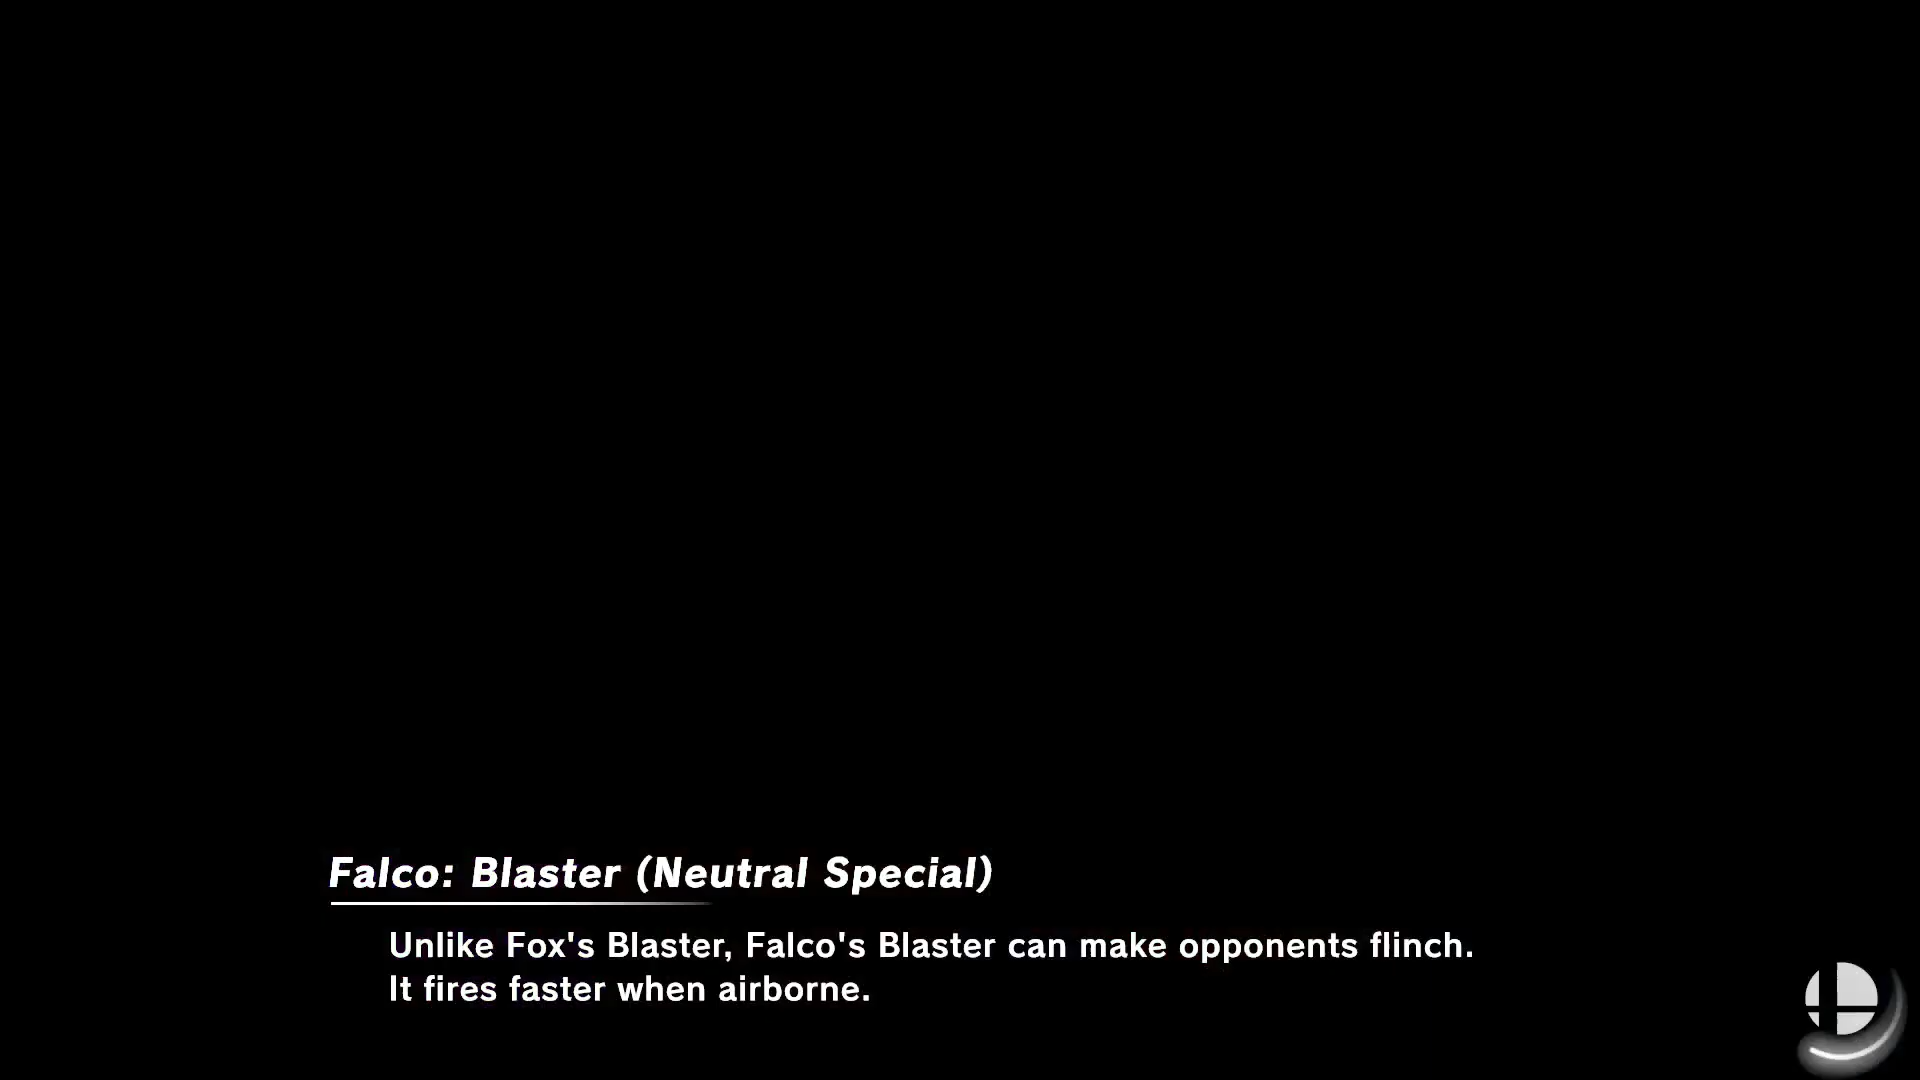 Falco: Blaster (Neutral Special)
Unlike Fox's Blaster, Falco's Blaster can make opponents flinch.
It fires faster when airborne.